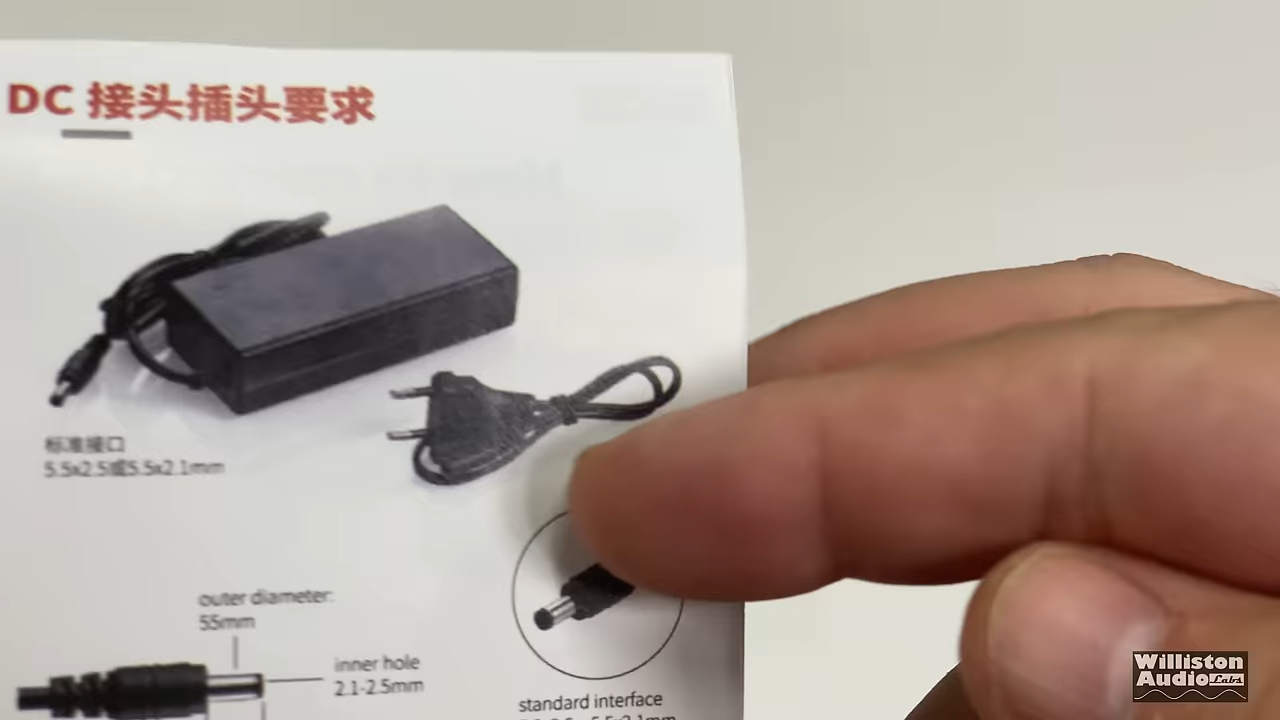 DC 接头插头要求
标准接口
5.5x2.5或5.5x2.1mm
outer diameter:
55mm
inner hole
2.1-2.5mm
standard interface
Williston
AudioLabs